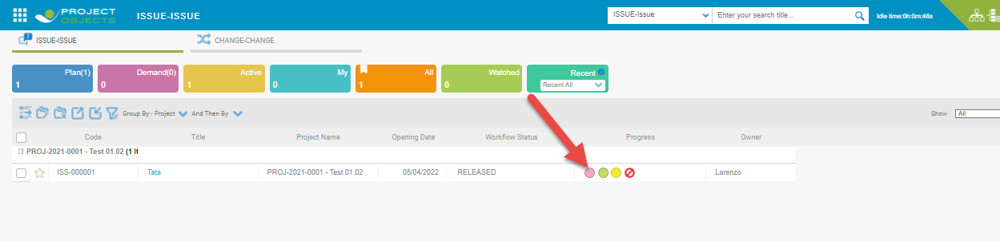 PROJECT
OBJECTS
ISSUE-ISSUE
ISSUE-Issue
Enter your search title...
Idle time:0h:0m:48s
ISSUE-ISSUE
CHANGE-CHANGE
Plan(1)
1
Demand(0)
0
Active
1
My
0
All
1
Watched
0
Recent
Recent All
Group By - Project
And Then By
Show
All
Code
Title
Project Name
Opening Date
Workflow Status
Progress
Owner
PROJ-2021-0001 - Test 01.02 (1 It
ISS-000001
Tata
PROJ-2021-0001 - Test 01.02
05/04/2022
RELEASED
Larenzo